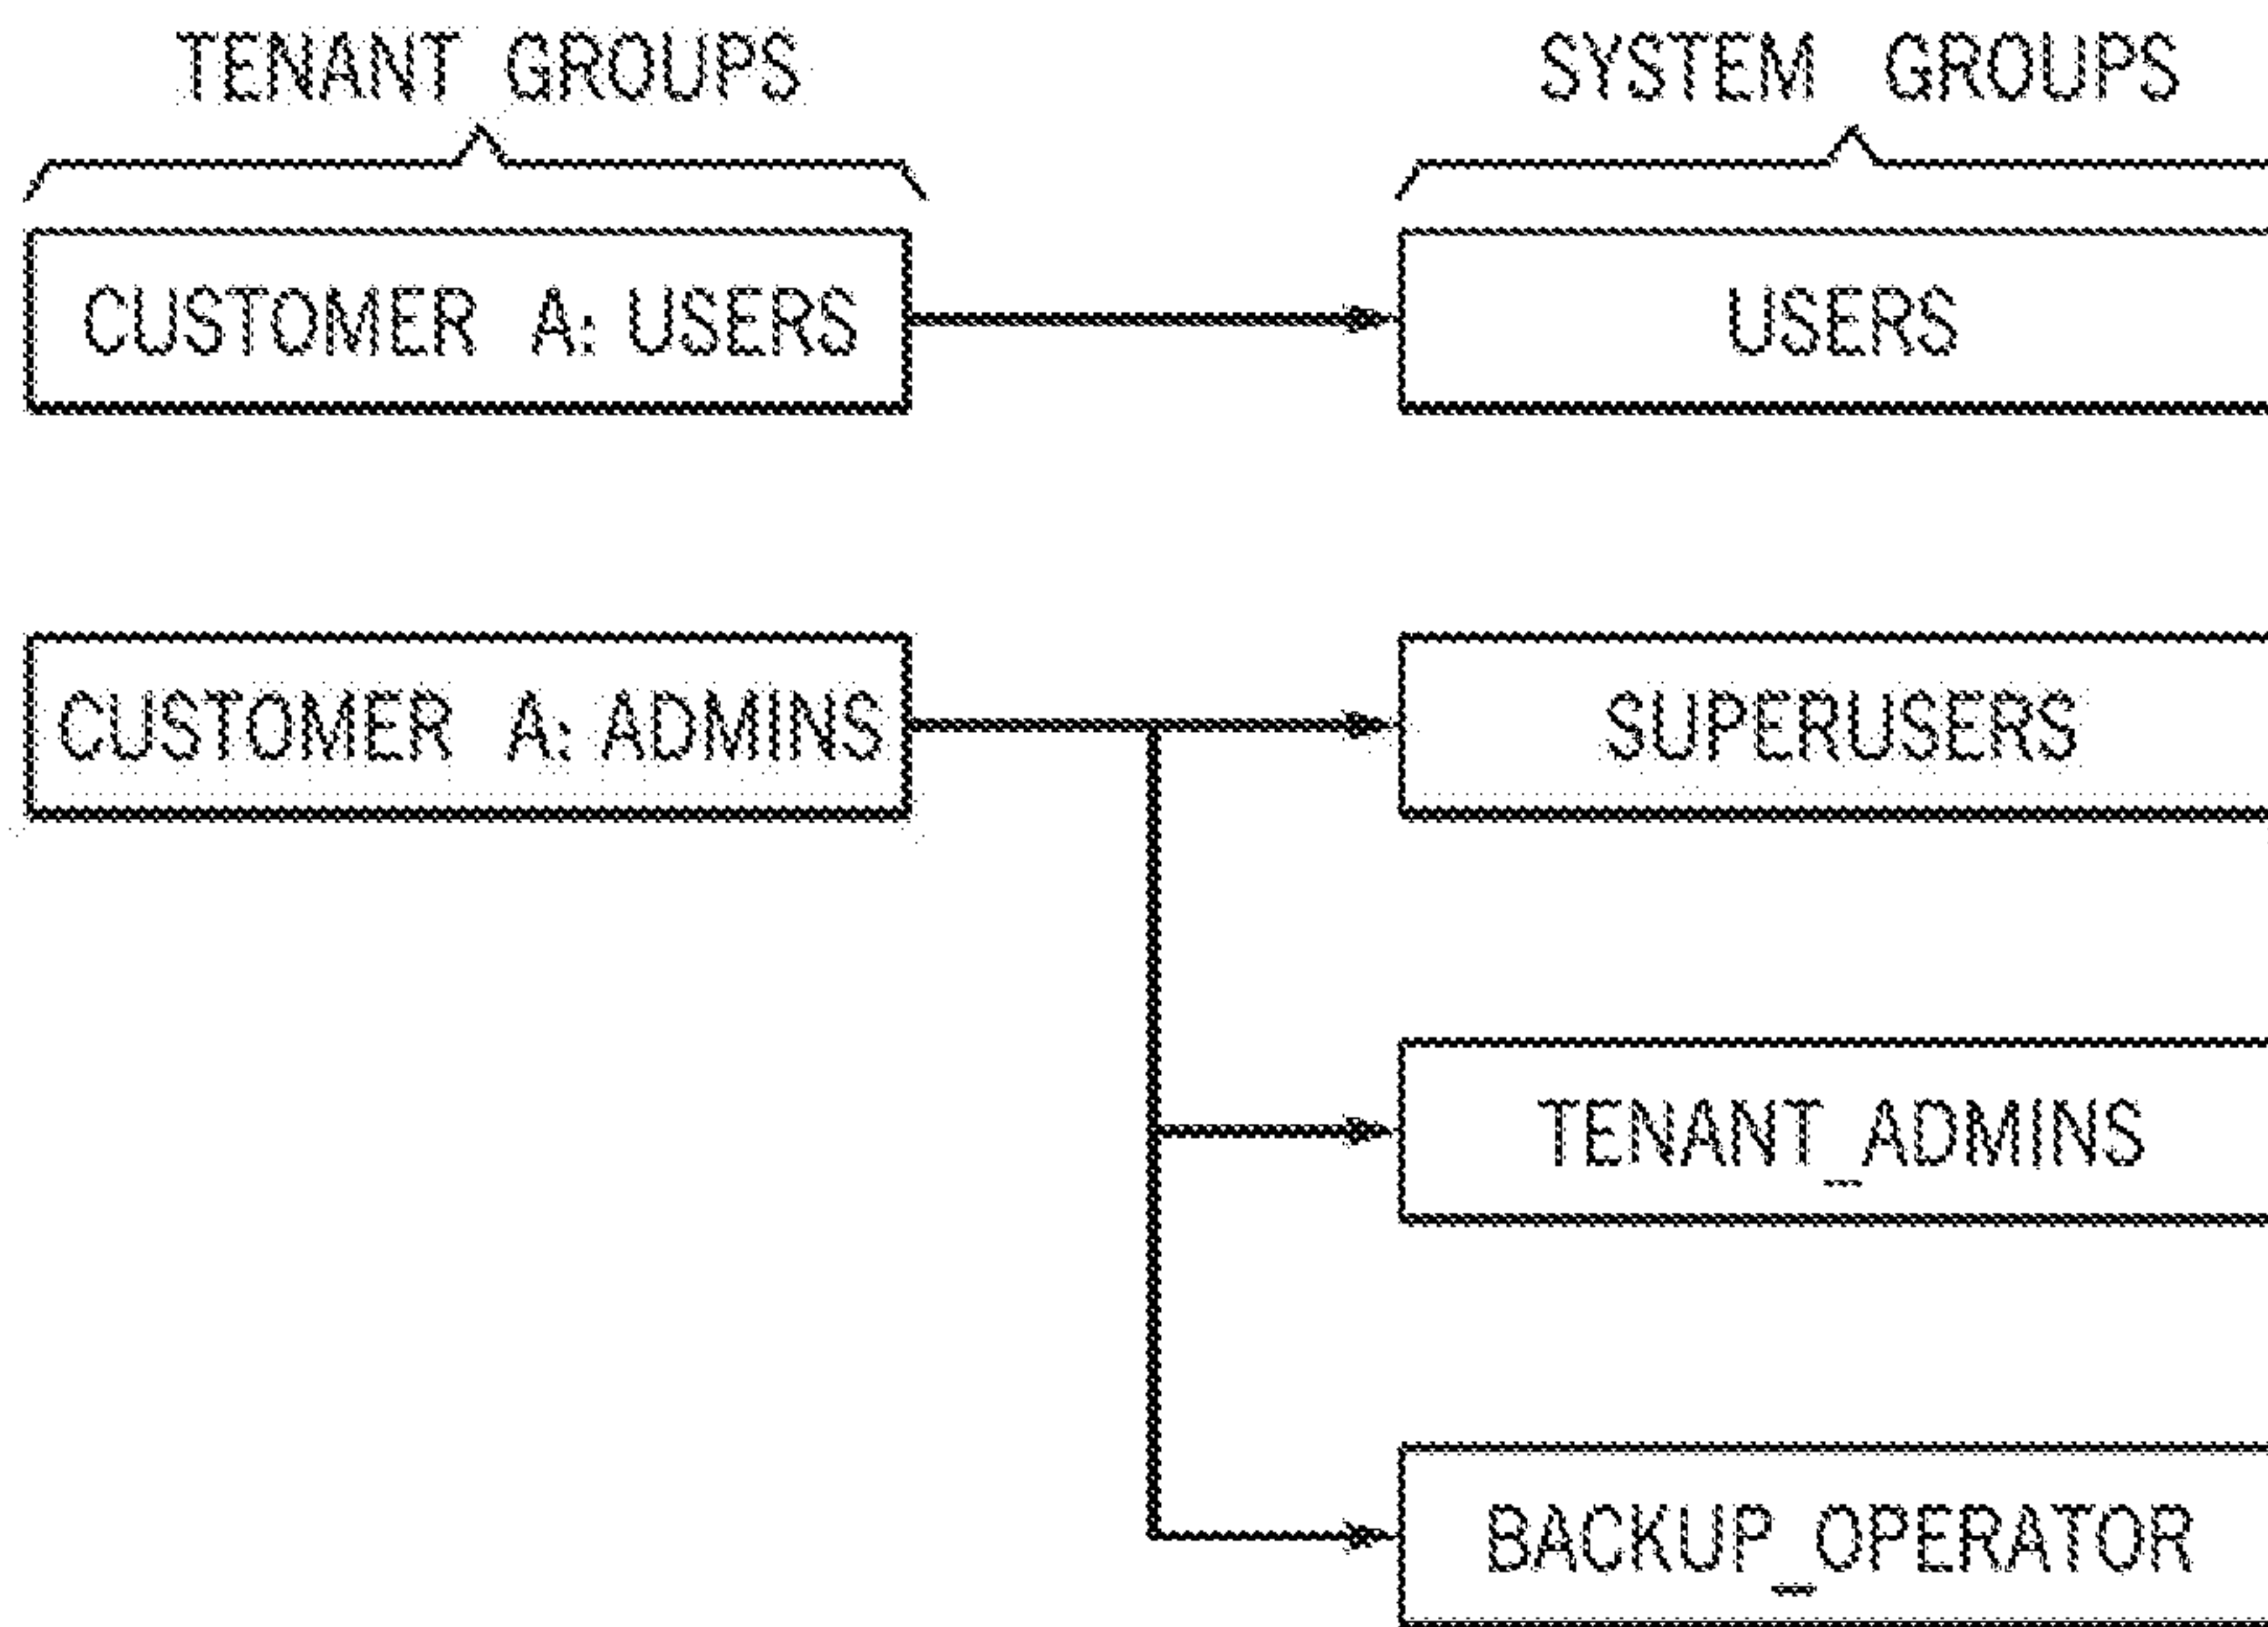 TENANT GROUPS
SYSTEM GROUPS
CUSTOMER A: USERS
USERS
CUSTOMER A: ADMINS
SUPERUSERS
TENANT_ADMINS
BACKUP_OPERATOR